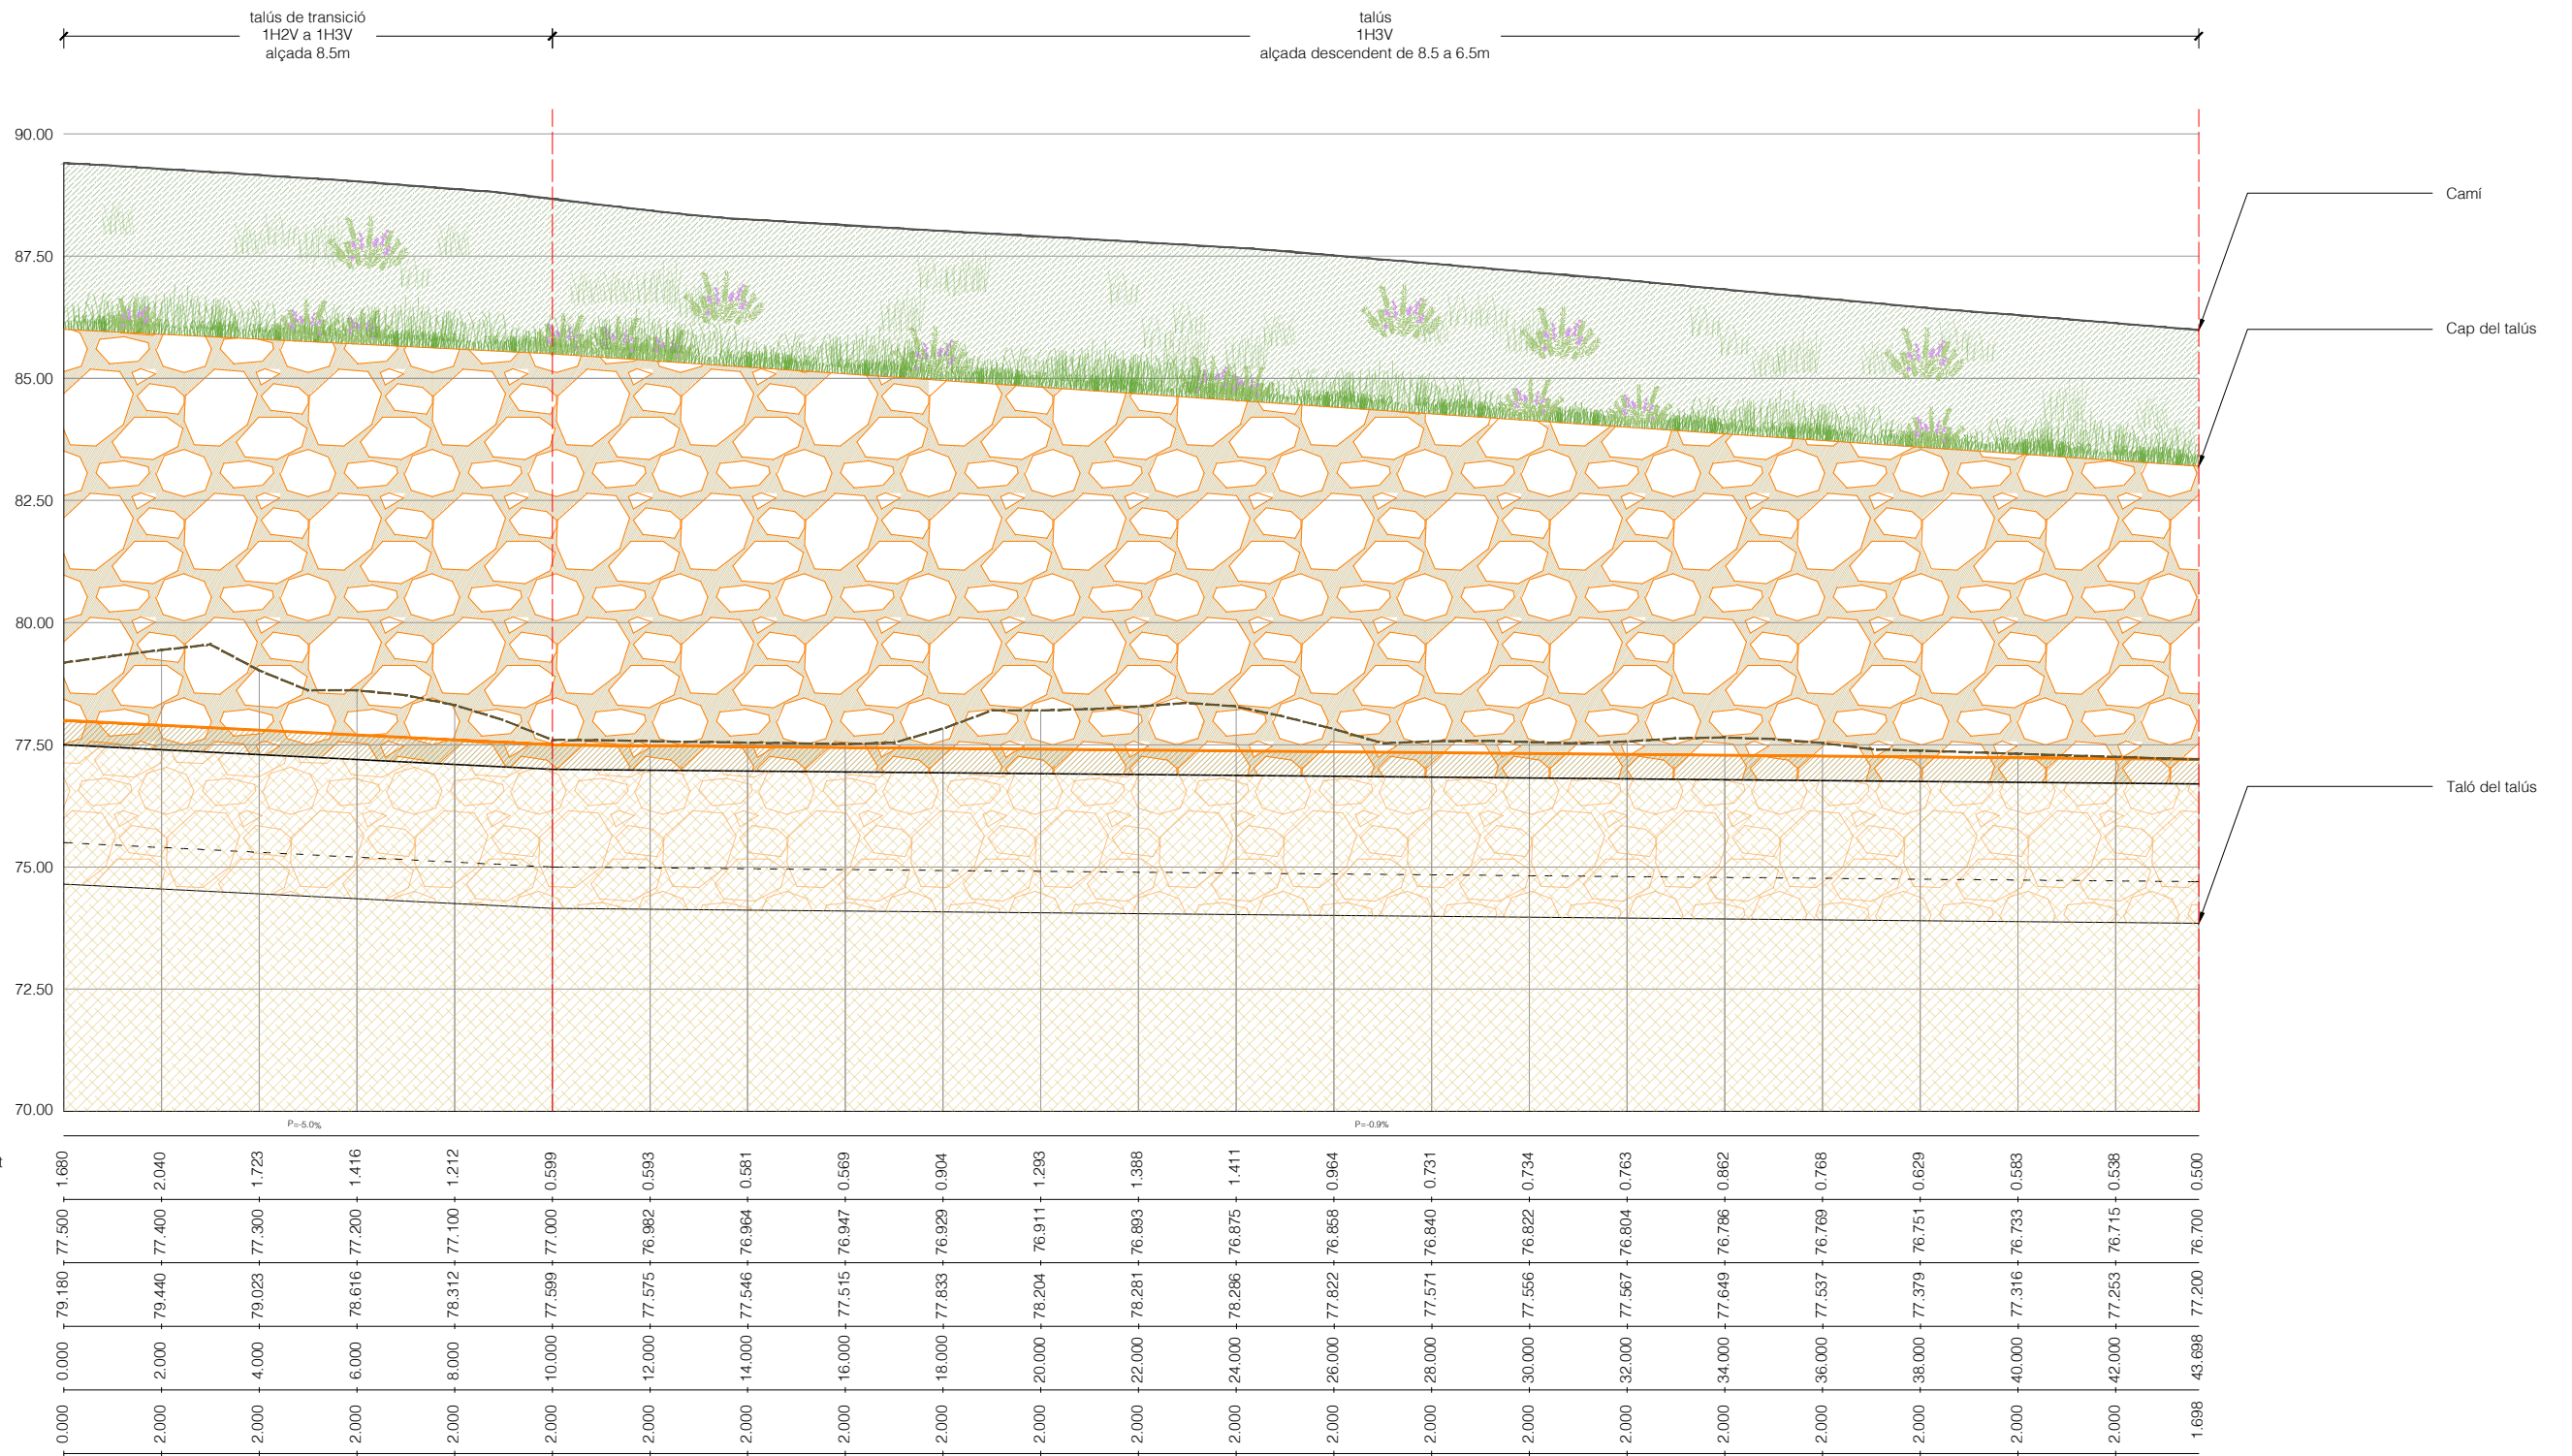 talús de transició
1H2V a 1H3V
alçada 8.5m
talús
1H3V
alçada descendent de 8.5 a 6.5m
90.00
Camí
87.50
Cap del talús
85.00
82.50
80.00
77.50
Taló del talús
75.00
72.50
70.00
P=-5.0% P=-0.9%
1.680 2.040 1.723 1.416 1.212 0.599 0.593 0.581 0.569 0.904 1.293 1.388 1.411 0.964 0.731 0.734 0.763 0.862 0.768 0.629 0.583 0.538 0.500
77.500 77.400 77.300 77.200 77.100 77.000 76.982 76.964 76.947 76.929 76.911 76.893 76.875 76.858 76.840 76.822 76.804 76.786 76.769 76.751 76.733 76.715 76.700
79.180 79.440 79.023 78.616 78.312 77.599 77.575 77.546 77.515 77.833 78.204 78.281 78.286 77.822 77.571 77.556 77.567 77.649 77.537 77.379 77.316 77.253 77.200
0.000 2.000 4.000 6.000 8.000 10.000 12.000 14.000 16.000 18.000 20.000 22.000 24.000 26.000 28.000 30.000 32.000 34.000 36.000 38.000 40.000 42.000 43.698
0.000 2.000 2.000 2.000 2.000 2.000 2.000 2.000 2.000 2.000 2.000 2.000 2.000 2.000 2.000 2.000 2.000 2.000 2.000 2.000 2.000 2.000 1.698